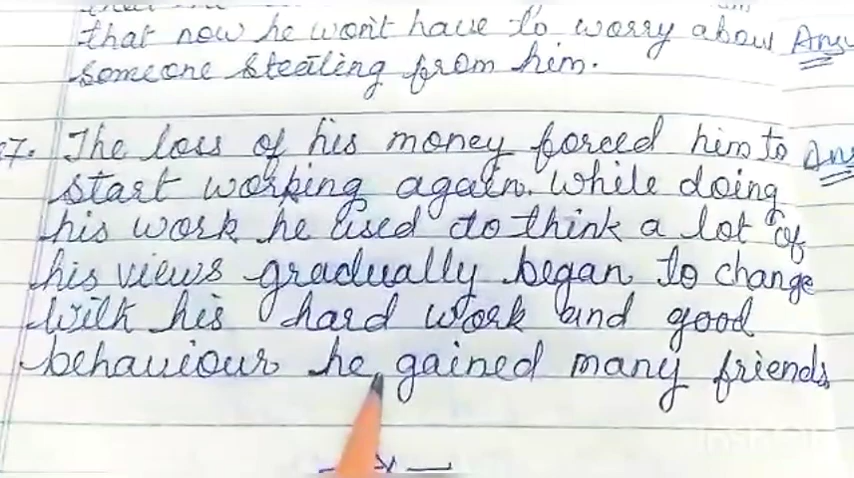 that now he won't have to worry about Ans
someone stealing from him.
7. The loss of his money forced him to Ans
start working again. while doing
his work he used to think a lot of
his views gradually began to change
with his hard work and good
behaviour he gained many friends